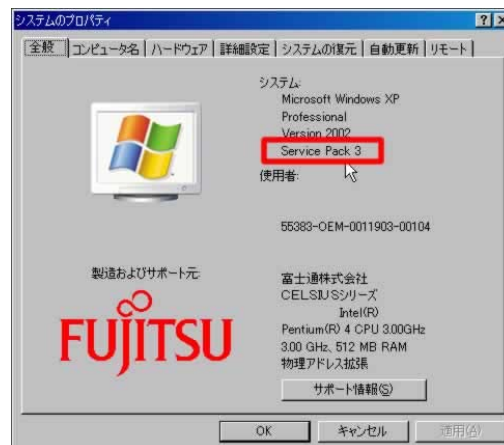 システムのプロパティ
全般 コンピュータ名 ハードウェア 詳細設定 システムの復元 自動更新 リモート
システム:
Microsoft Windows XP
Professional
Version 2002
Service Pack 3
使用者:
55383-OEM-0011903-00104
製造およびサポート元:
FUJITSU
富士通株式会社
CELSIUSシリーズ
Intel(R)
Pentium(R) 4 CPU 3.00GHz
3.00 GHz、512 MB RAM
物理アドレス拡張
サポート情報(S)
OK キャンセル 適用(A)